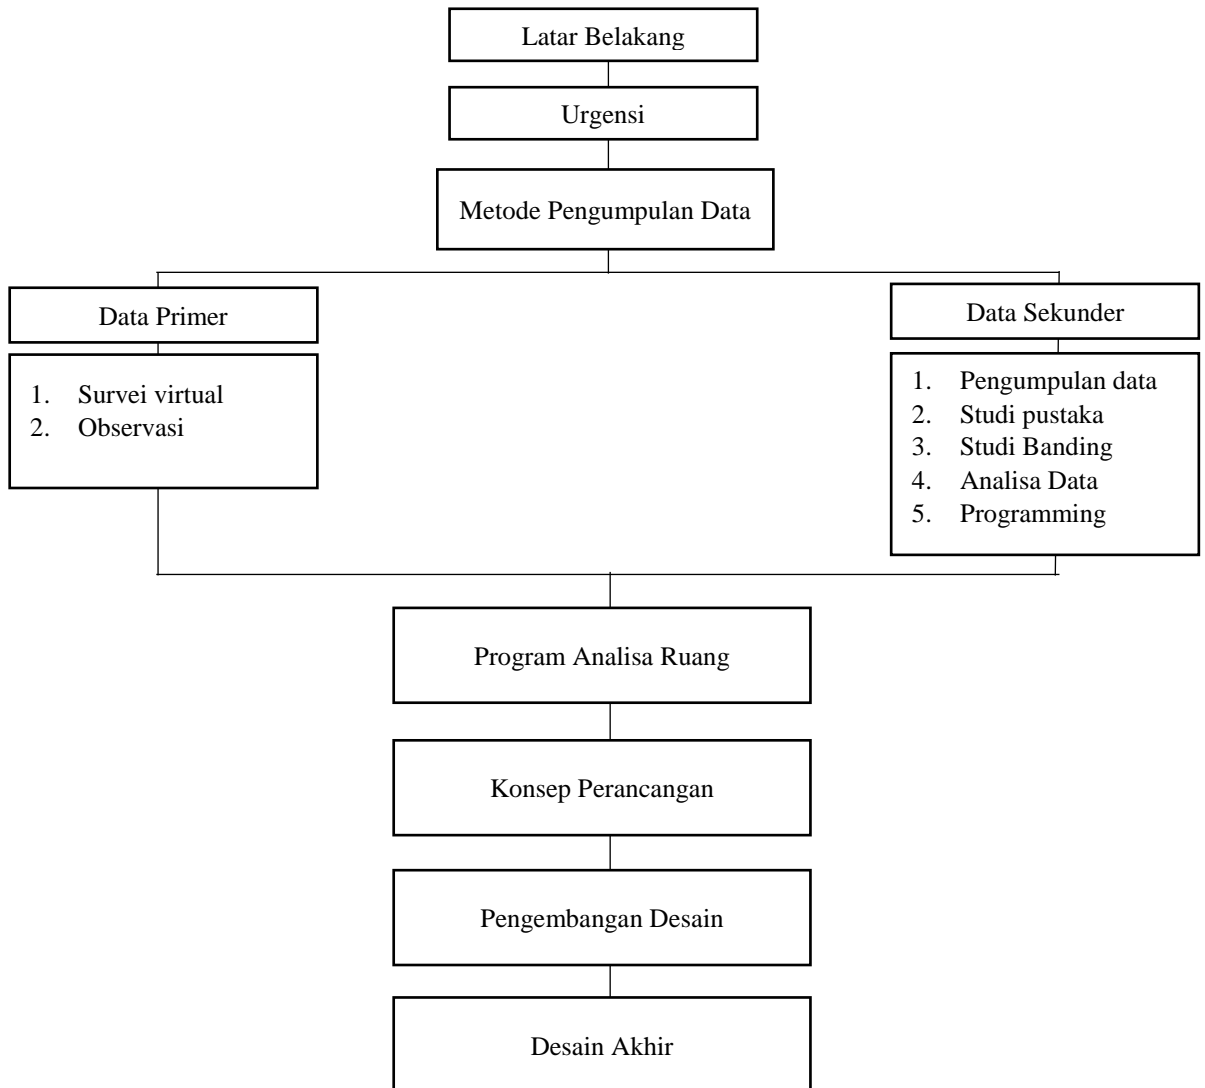 Latar Belakang
Urgensi
Metode Pengumpulan Data
Data Primer
1. Survei virtual
2. Observasi
Data Sekunder
1. Pengumpulan data
2. Studi pustaka
3. Studi Banding
4. Analisa Data
5. Programming
Program Analisa Ruang
Konsep Perancangan
Pengembangan Desain
Desain Akhir